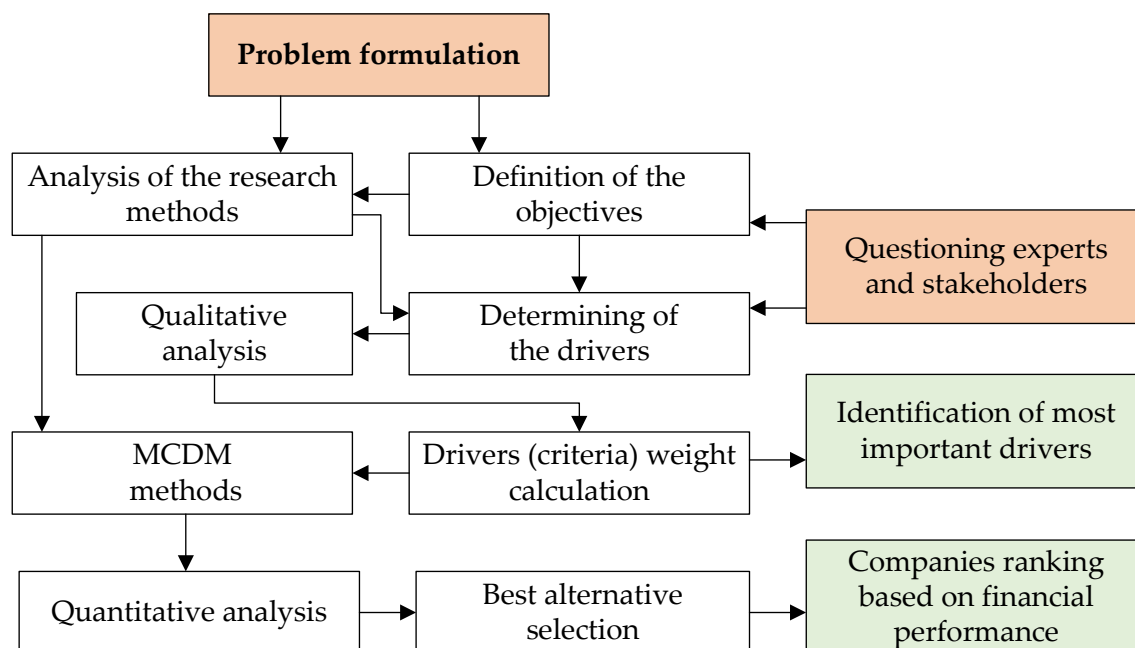 Problem formulation
Analysis of the research
methods
Definition of the
objectives
Questioning experts
and stakeholders
Qualitative
analysis
Determining of
the drivers
Identification of most
important drivers
MCDM
methods
Drivers (criteria) weight
calculation
Quantitative analysis
Best alternative
selection
Companies ranking
based on financial
performance